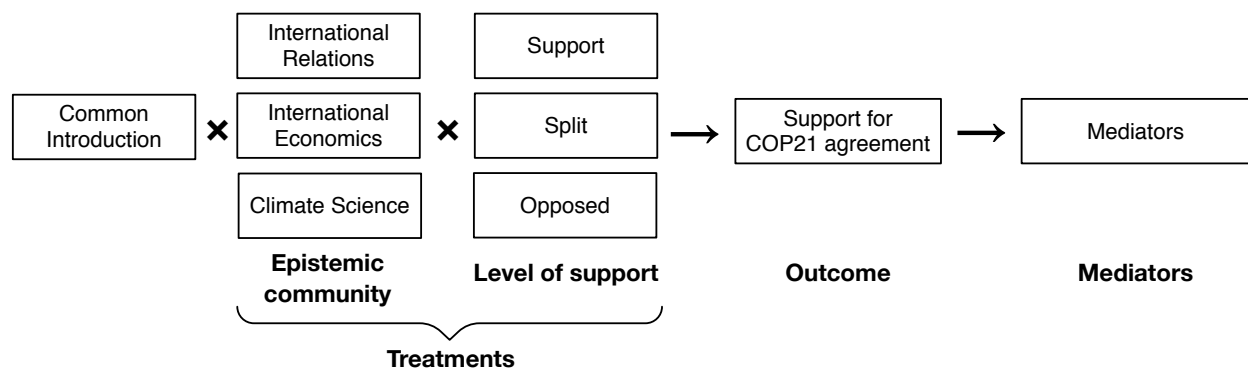 Common
Introduction
×
International
Relations
International
Economics
Climate Science
Epistemic
community
×
Support
Split
Opposed
Level of support
Treatments
→
Support for
COP21 agreement
Outcome
→
Mediators
Mediators